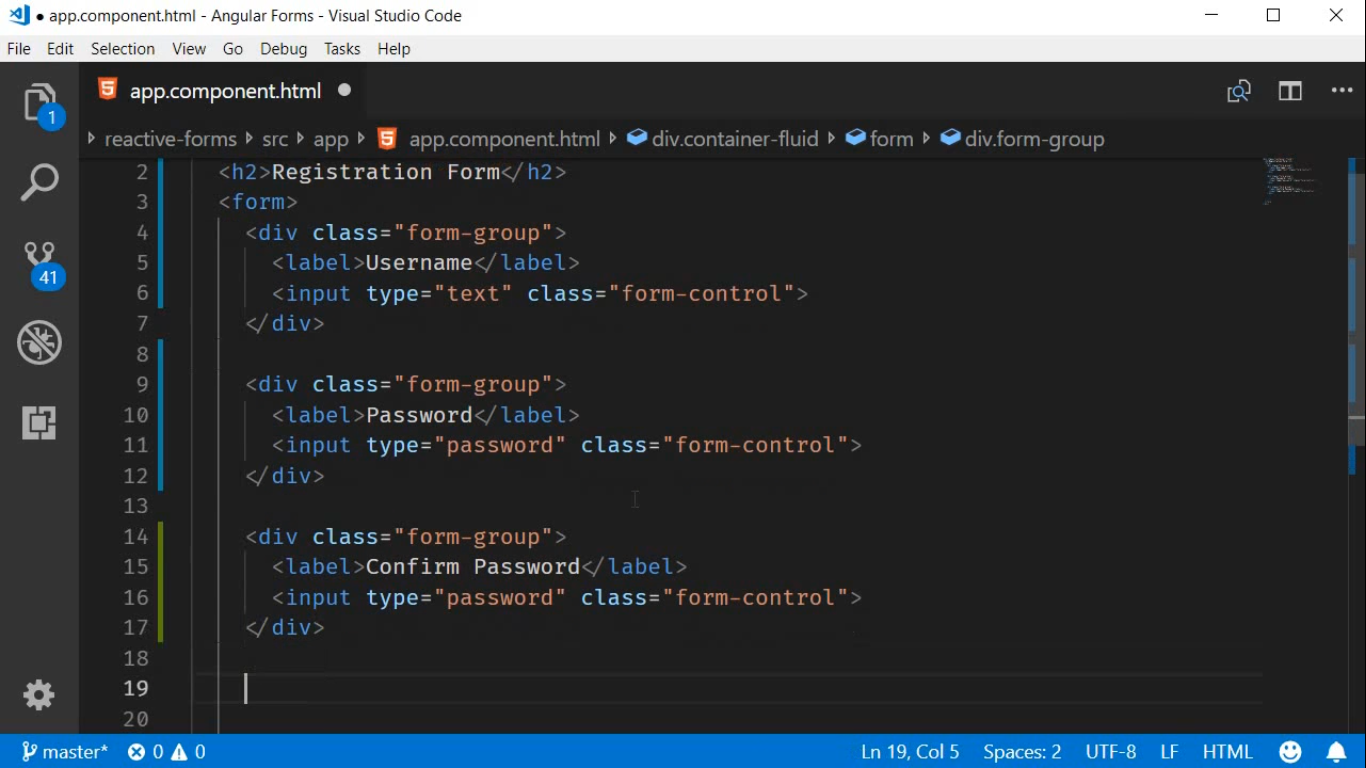 ● app.component.html - Angular Forms - Visual Studio Code
File Edit Selection View Go Debug Tasks Help
app.component.html ●
reactive-forms src app app.component.html div.container-fluid form div.form-group
1
41
2 <h2>Registration Form</h2>
3 <form>
4 <div class="form-group">
5 <label>Username</label>
6 <input type="text" class="form-control">
7 </div>
8
9 <div class="form-group">
10 <label>Password</label>
11 <input type="password" class="form-control">
12 </div>
13
14 <div class="form-group">
15 <label>Confirm Password</label>
16 <input type="password" class="form-control">
17 </div>
18
19
20
master* 0 0 Ln 19, Col 5 Spaces: 2 UTF-8 LF HTML